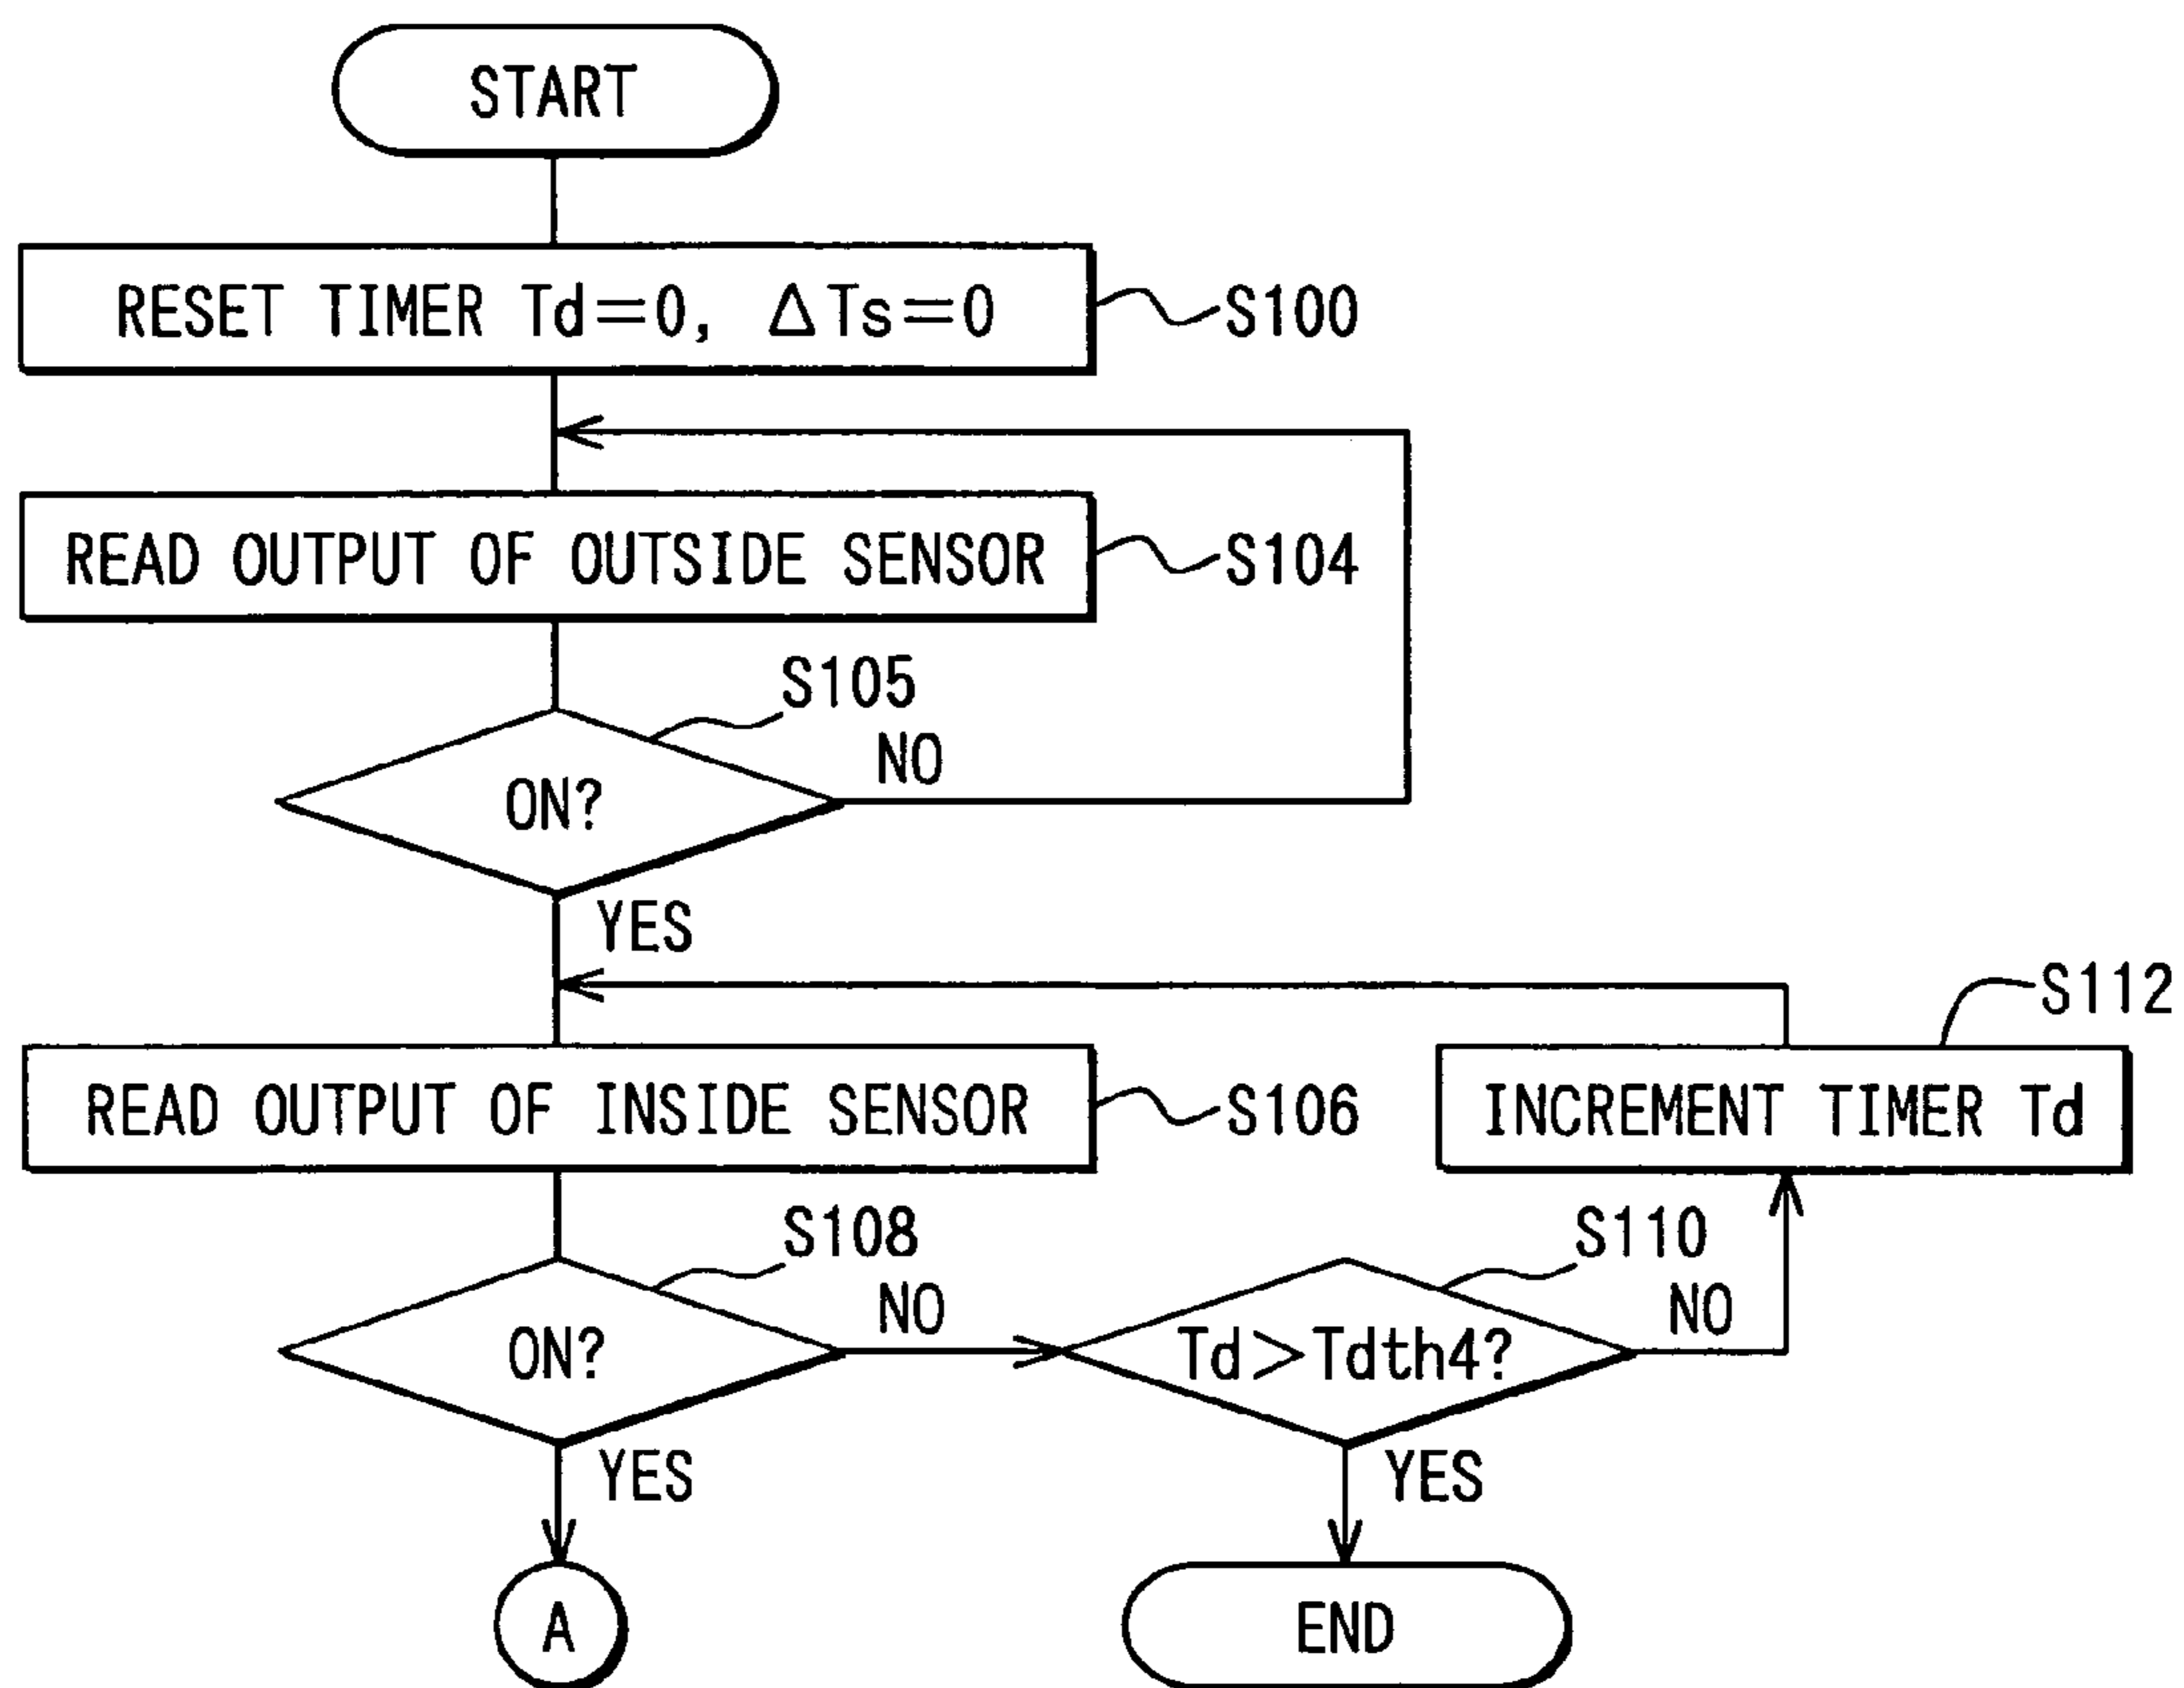 START
RESET TIMER Td=0, ΔTs=0
S100
READ OUTPUT OF OUTSIDE SENSOR
S104
S105
NO
ON?
YES
S112
READ OUTPUT OF INSIDE SENSOR
S106
INCREMENT TIMER Td
S108
NO
ON?
S110
NO
Td>Tdth4?
YES
YES
A
END